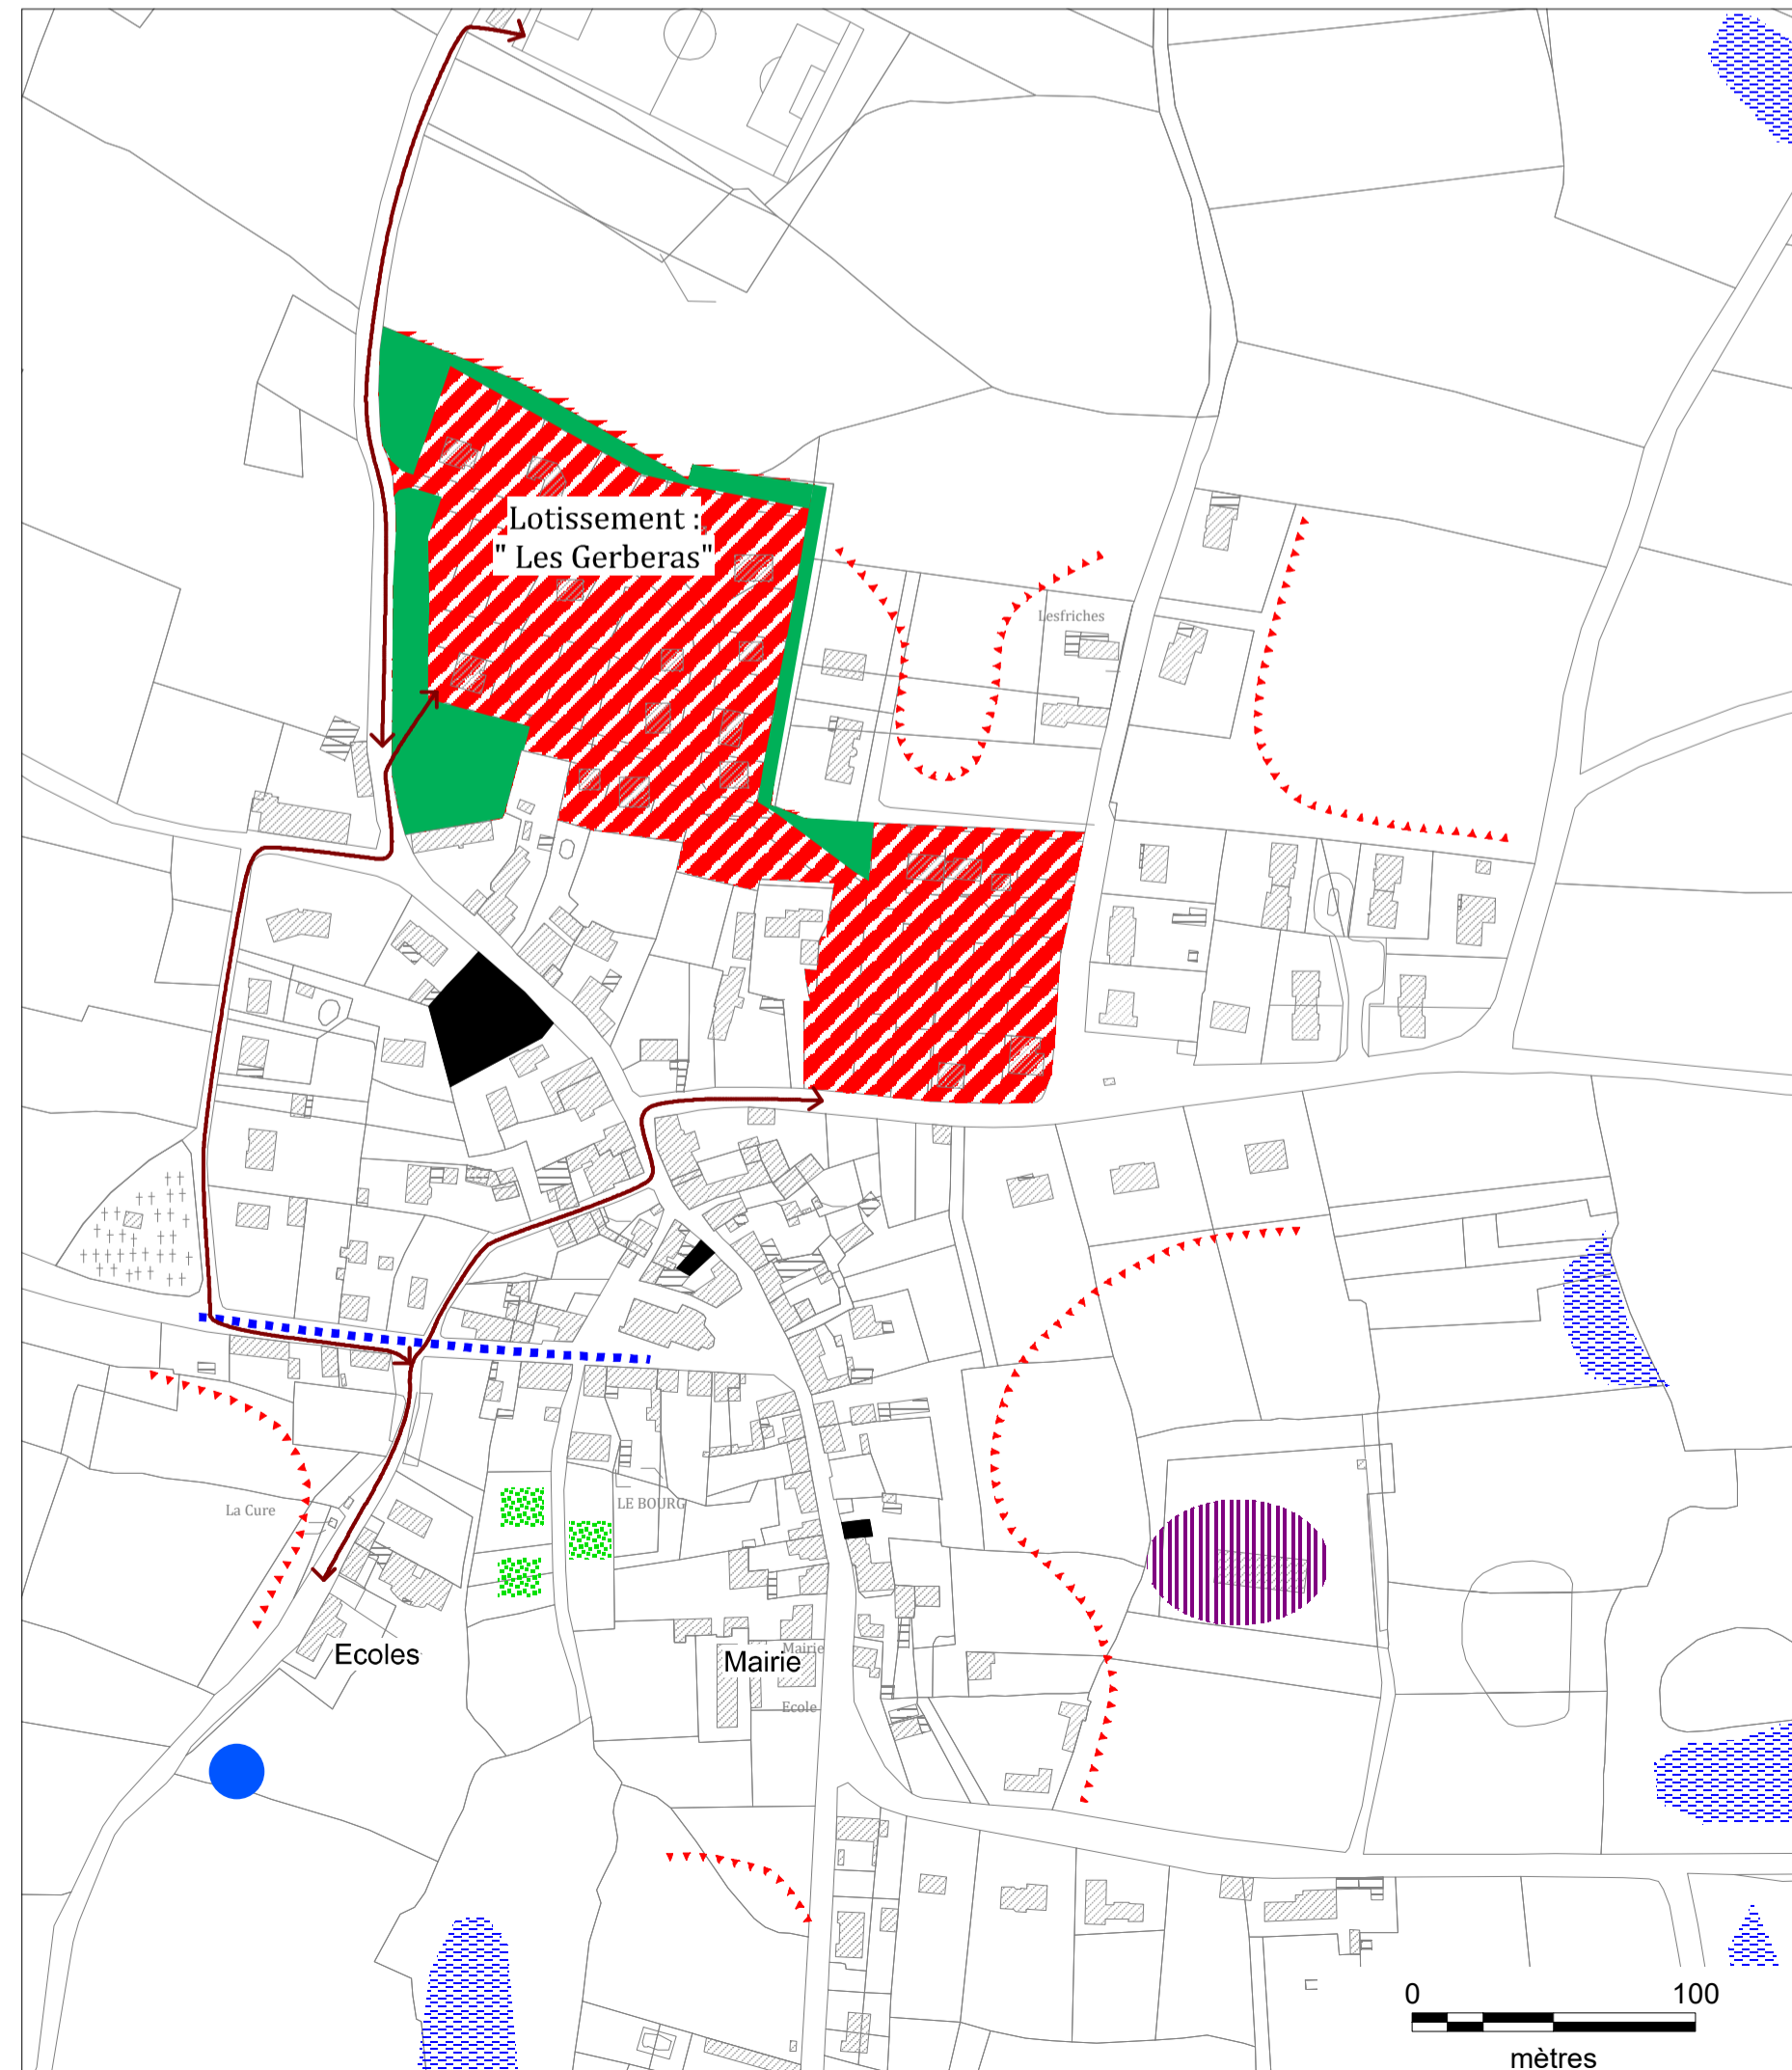 Lotissement :
" Les Gerberas"
Lesfriches
La Cure
LE BOURG
Ecoles
Mairie
Mairie
Ecole
0 100
mètres